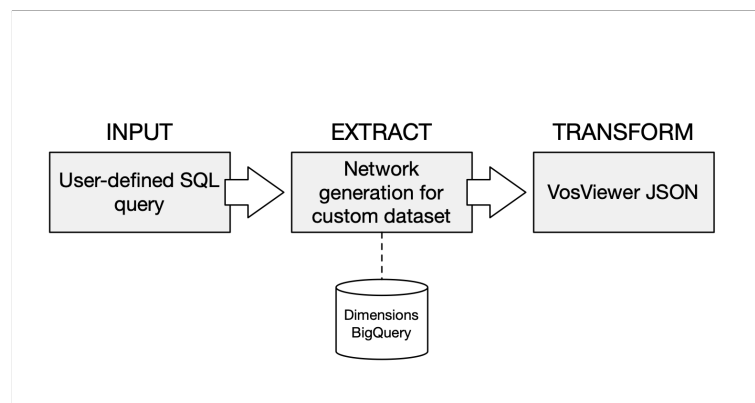 INPUT
User-defined SQL
query
EXTRACT
Network
generation for
custom dataset
TRANSFORM
VosViewer JSON
Dimensions
BigQuery